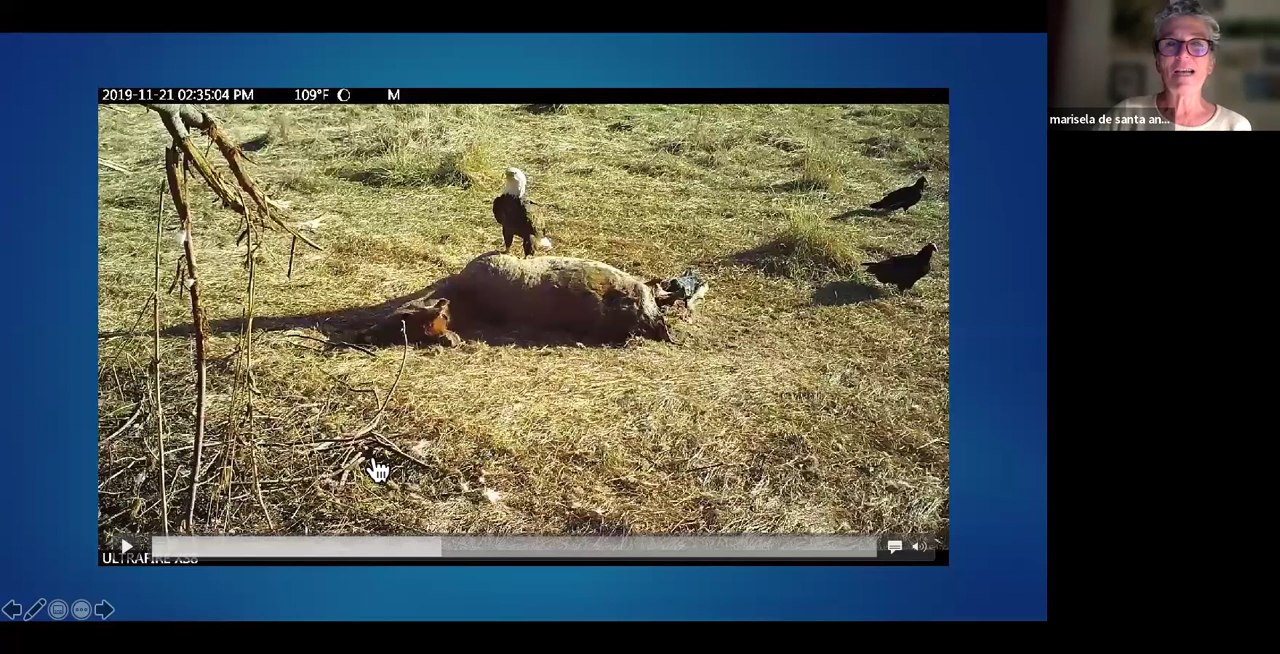 2019-11-21 02:35:04 PM 109°F M
marisela de santa an...
ULTRAFIRE XS8